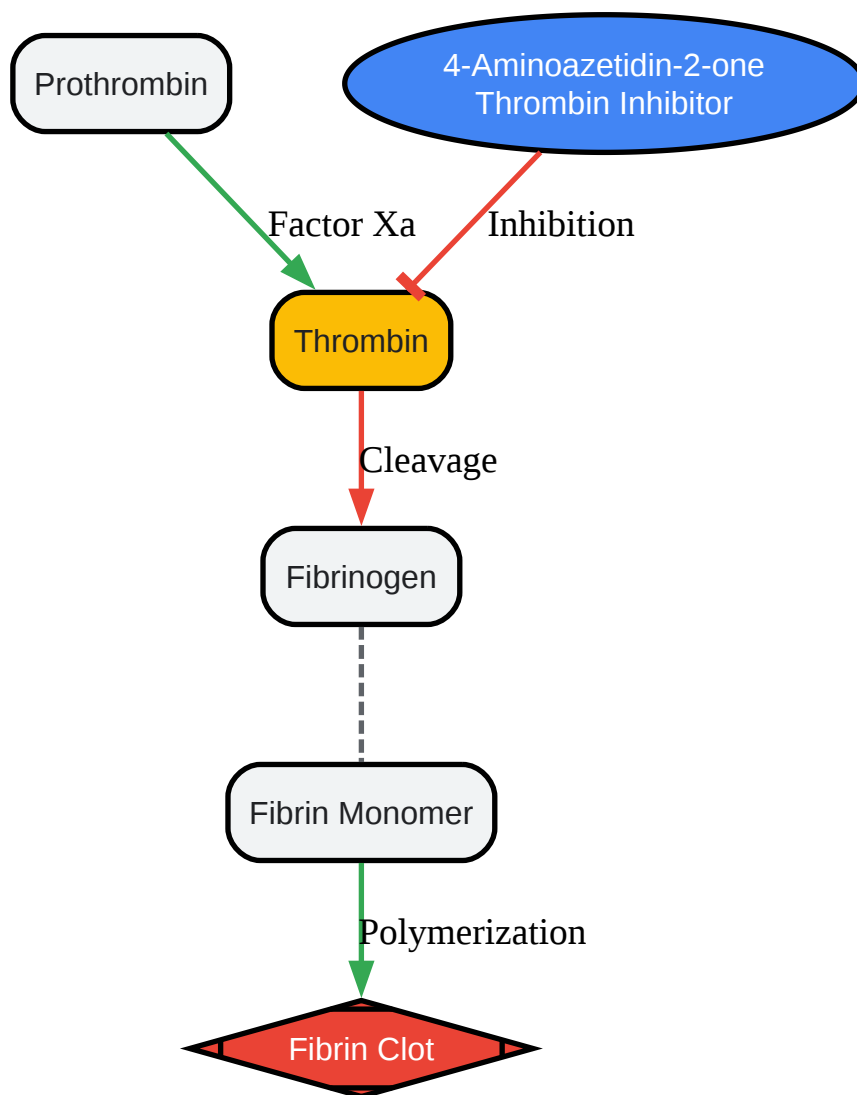 Prothrombin
4-Aminoazetidin-2-one
Thrombin Inhibitor
Factor Xa
Inhibition
Thrombin
Cleavage
Fibrinogen
Fibrin Monomer
Polymerization
Fibrin Clot